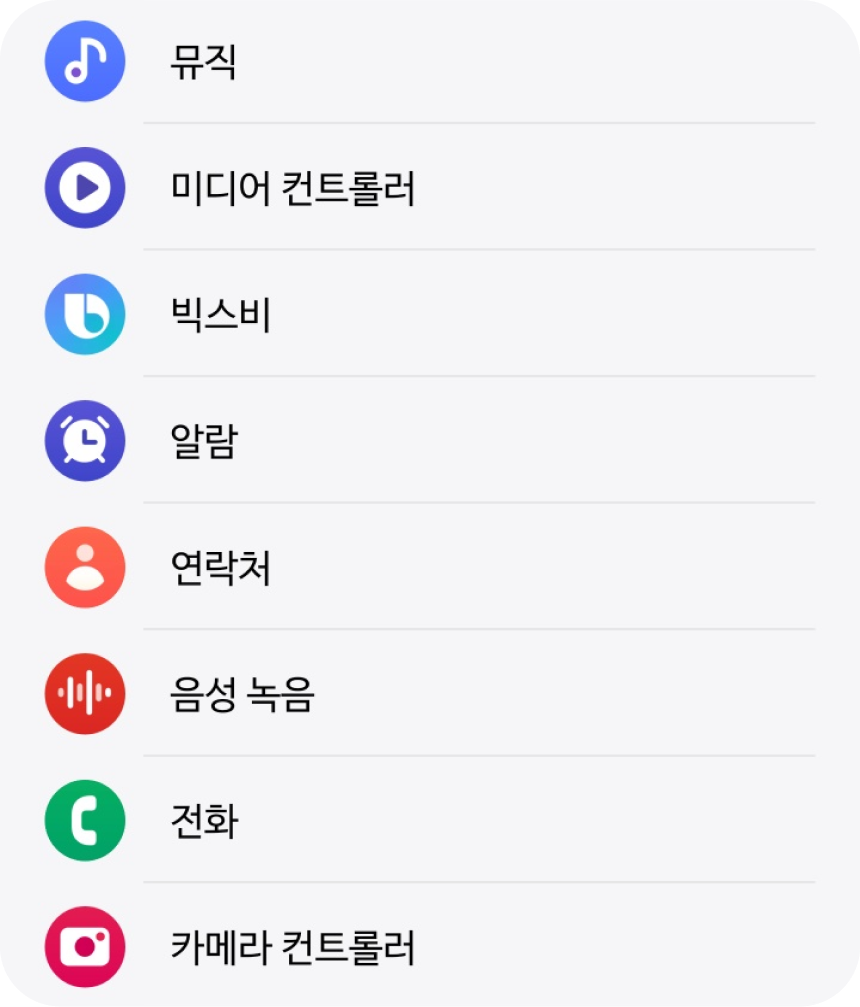 뮤직
미디어 컨트롤러
빅스비
알람
연락처
음성 녹음
전화
카메라 컨트롤러